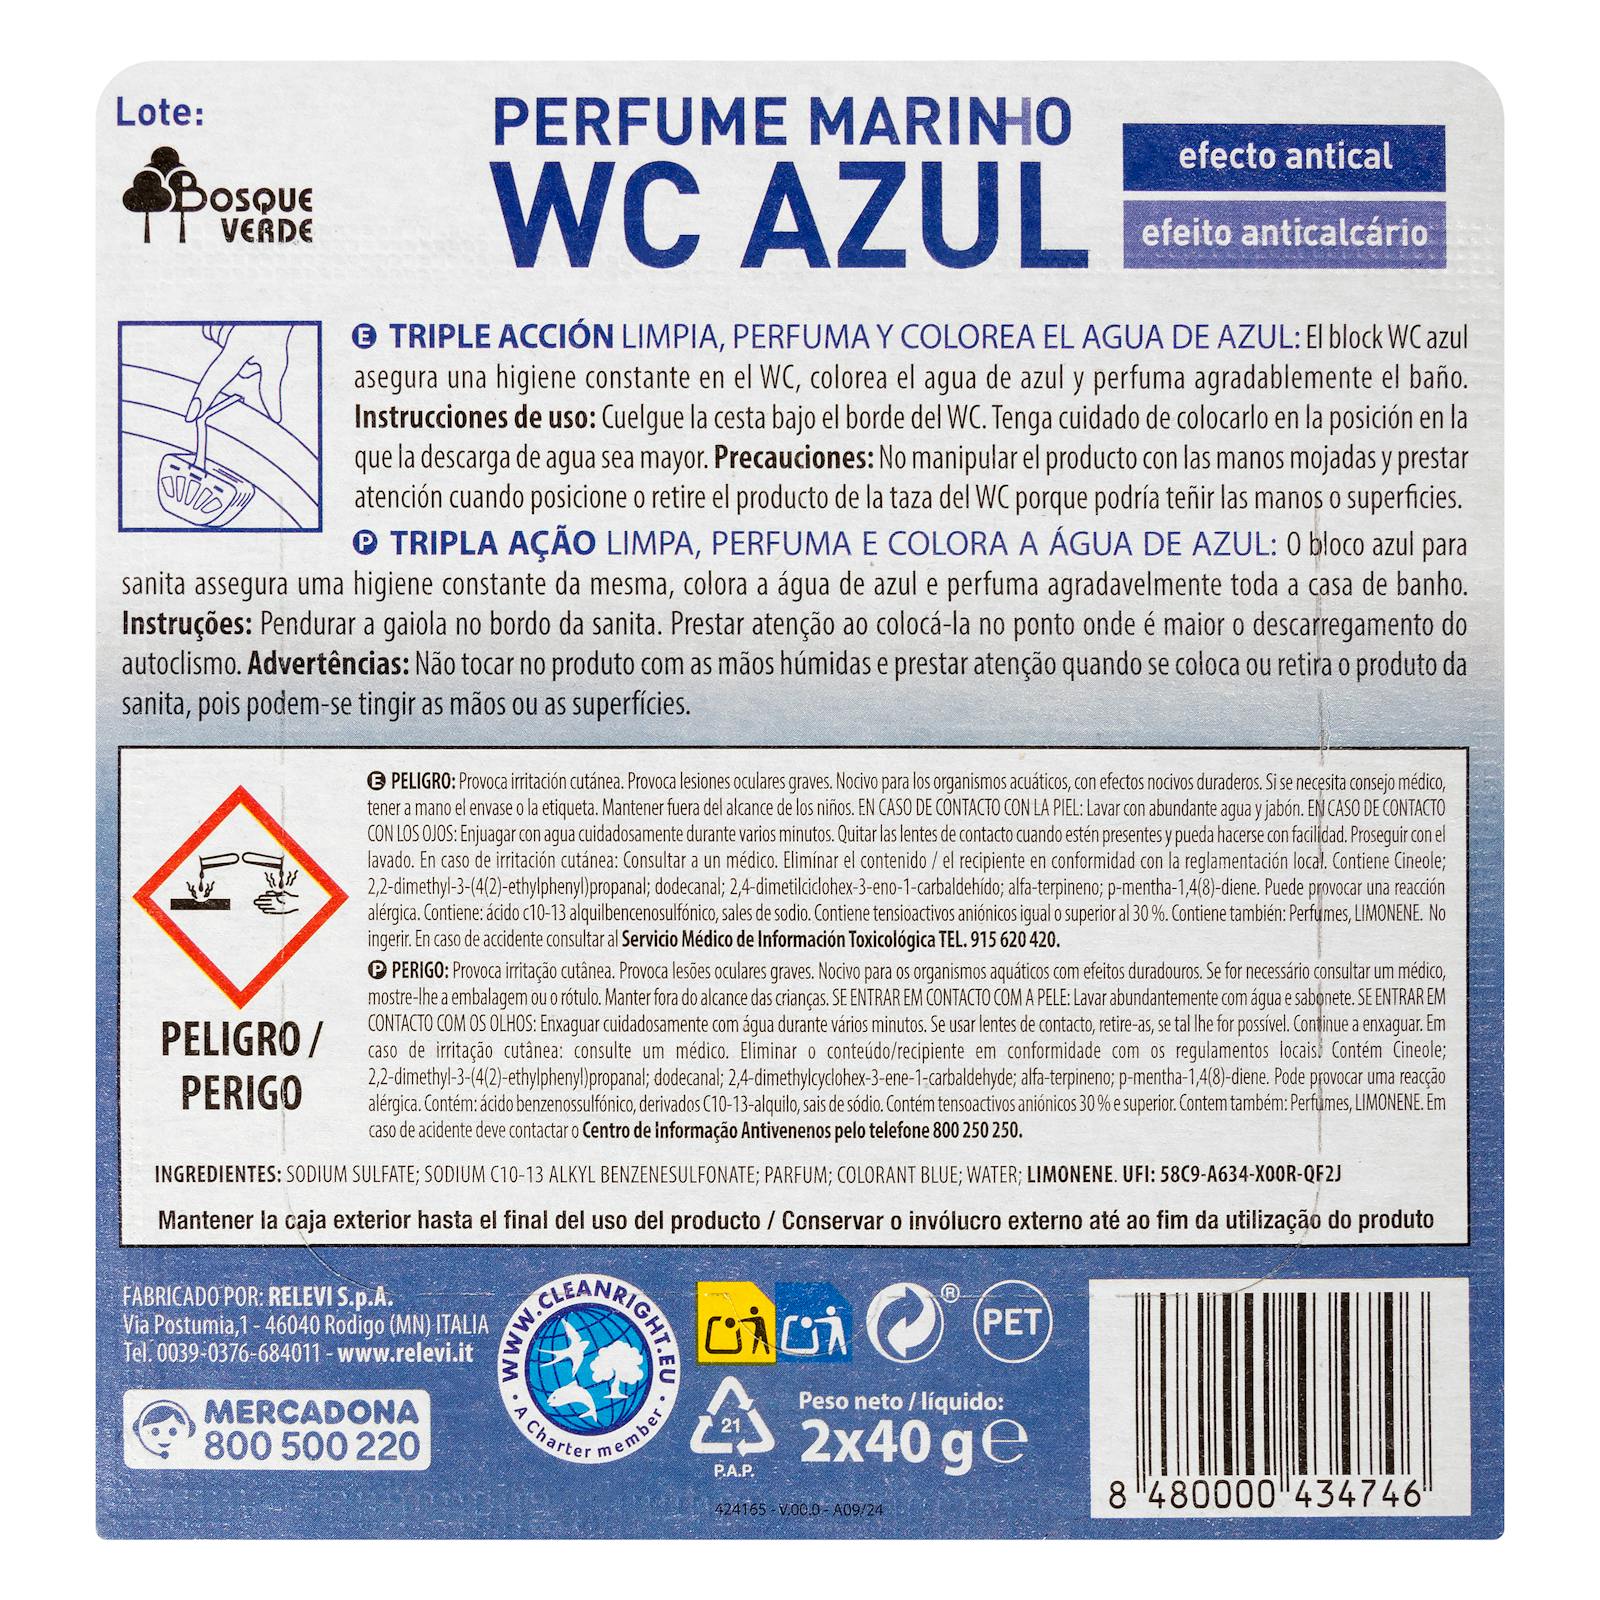 Lote:
BOSQUE
VERDE
PERFUME MARINHO
WC AZUL
efecto antical
efeito anticalcário
E TRIPLE ACCIÓN LIMPIA, PERFUMA Y COLOREA EL AGUA DE AZUL: El block WC azul
asegura una higiene constante en el WC, colorea el agua de azul y perfuma agradablemente el baño.
Instrucciones de uso: Cuelgue la cesta bajo el borde del WC. Tenga cuidado de colocarlo en la posición en la
que la descarga de agua sea mayor. Precauciones: No manipular el producto con las manos mojadas y prestar
atención cuando posicione o retire el producto de la taza del WC porque podría teñir las manos o superficies.
P TRIPLA AÇÃO LIMPA, PERFUMA E COLORA A ÁGUA DE AZUL: O bloco azul para
sanita assegura uma higiene constante da mesma, colora a água de azul e perfuma agradavelmente toda a casa de banho.
Instruções: Pendurar a gaiola no bordo da sanita. Prestar atenção ao colocá-la no ponto onde é maior o descarregamento do
autoclismo. Advertências: Não tocar no produto com as mãos húmidas e prestar atenção quando se coloca ou retira o produto da
sanita, pois podem-se tingir as mãos ou as superfícies.
PELIGRO /
PERIGO
E PELIGRO: Provoca irritación cutánea. Provoca lesiones oculares graves. Nocivo para los organismos acuáticos, con efectos nocivos duraderos. Si se necesita consejo médico,
tener a mano el envase o la etiqueta. Mantener fuera del alcance de los niños. EN CASO DE CONTACTO CON LA PIEL: Lavar con abundante agua y jabón. EN CASO DE CONTACTO
CON LOS OJOS: Enjuagar con agua cuidadosamente durante varios minutos. Quitar las lentes de contacto cuando estén presentes y pueda hacerse con facilidad. Proseguir con el
lavado. En caso de irritación cutánea: Consultar a un médico. Elimínar el contenido / el recipiente en conformidad con la reglamentación local. Contiene Cineole;
2,2-dimethyl-3-(4(2)-ethylphenyl)propanal; dodecanal; 2,4-dimetilciclohex-3-eno-1-carbaldehído; alfa-terpineno; p-mentha-1,4(8)-diene. Puede provocar una reacción
alérgica. Contiene: ácido c10-13 alquilbencenosulfónico, sales de sodio. Contiene tensioactivos aniónicos igual o superior al 30 %. Contiene también: Perfumes, LIMONENE. No
ingerir. En caso de accidente consultar al Servicio Médico de Información Toxicológica TEL. 915 620 420.
P PERIGO: Provoca irritação cutânea. Provoca lesões oculares graves. Nocivo para os organismos aquáticos com efeitos duradouros. Se for necessário consultar um médico,
mostre-lhe a embalagem ou o rótulo. Manter fora do alcance das crianças. SE ENTRAR EM CONTACTO COM A PELE: Lavar abundantemente com água e sabonete. SE ENTRAR EM
CONTACTO COM OS OLHOS: Enxaguar cuidadosamente com água durante vários minutos. Se usar lentes de contacto, retire-as, se tal lhe for possível. Continue a enxaguar. Em
caso de irritação cutânea: consulte um médico. Eliminar o conteúdo/recipiente em conformidade com os regulamentos locais. Contém Cineole;
2,2-dimethyl-3-(4(2)-ethylphenyl)propanal; dodecanal; 2,4-dimethylcyclohex-3-ene-1-carbaldehyde; alfa-terpineno; p-mentha-1,4(8)-diene. Pode provocar uma reacção
alérgica. Contém: ácido benzenossulfónico, derivados C10-13-alquilo, sais de sódio. Contém tensoactivos aniónicos 30 % e superior. Contem também: Perfumes, LIMONENE. Em
caso de acidente deve contactar o Centro de Informação Antivenenos pelo telefone 800 250 250.
INGREDIENTES: SODIUM SULFATE; SODIUM C10-13 ALKYL BENZENESULFONATE; PARFUM; COLORANT BLUE; WATER; LIMONENE. UFI: 58C9-A634-X00R-QF2J
Mantener la caja exterior hasta el final del uso del producto / Conservar o invólucro externo até ao fim da utilização do produto
FABRICADO POR: RELEVI S.p.A.
Via Postumia,1 - 46040 Rodigo (MN) ITALIA
Tel. 0039-0376-684011 - www.relevi.it
MERCADONA
800 500 220
WWW.CLEANRIGHT.EU
A Charter member
®
PET
21
P.A.P.
Peso neto / líquido:
2x40 g e
424165 - V.00.0 - A09/24
8 480000 434746